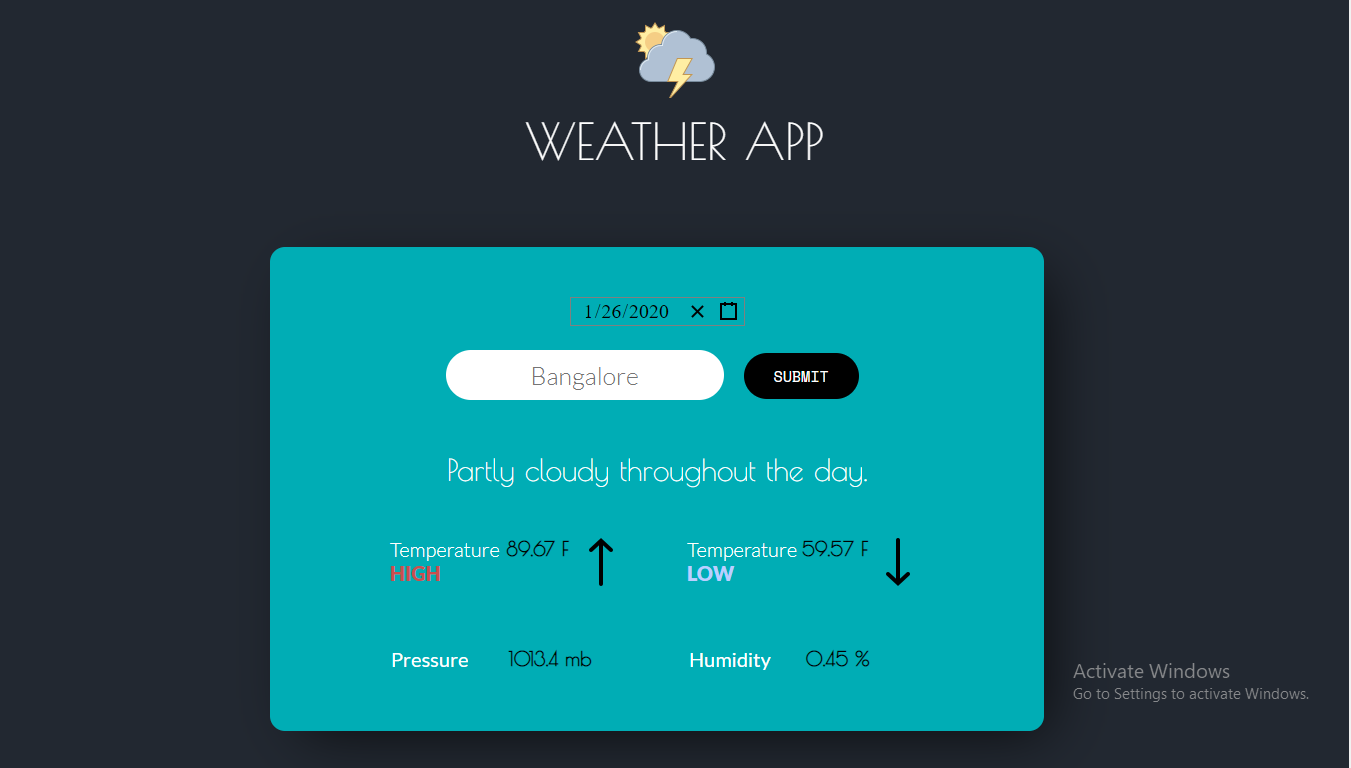 WEATHER APP
1/26/2020
Bangalore
SUBMIT
Partly cloudy throughout the day.
Temperature 89.67 F
HIGH
Temperature 59.57 F
LOW
Pressure 1013.4 mb
Humidity 0.45 %
Activate Windows
Go to Settings to activate Windows.